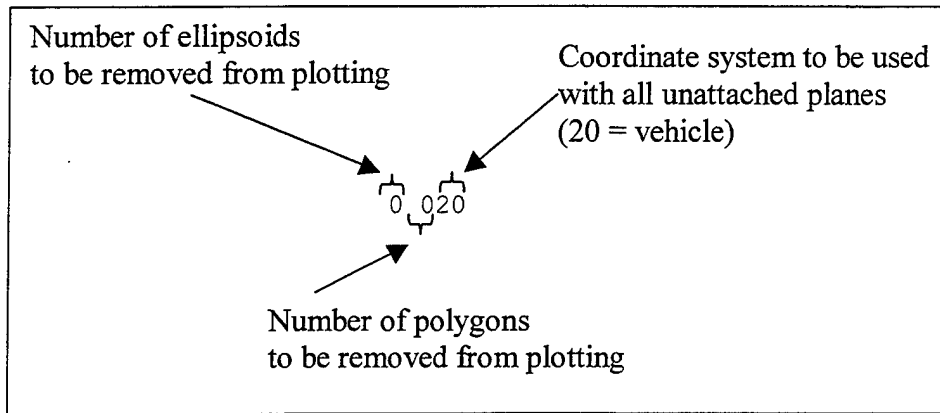 Number of ellipsoids
to be removed from plotting
Coordinate system to be used
with all unattached planes
(20 = vehicle)
0 020
Number of polygons
to be removed from plotting